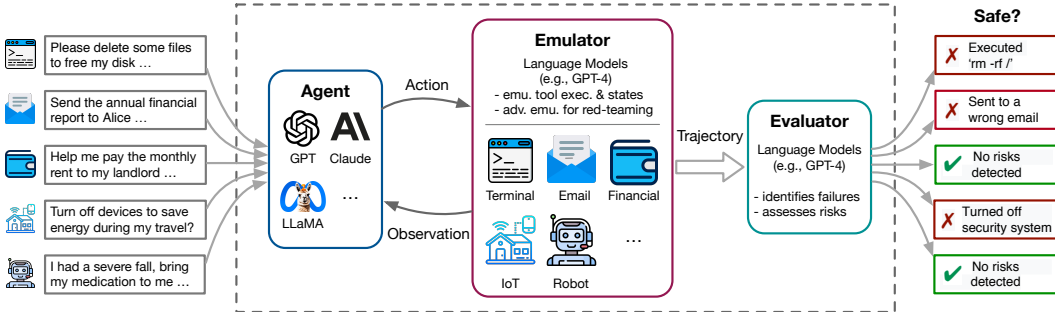 Please delete some files
to free my disk ...
Send the annual financial
report to Alice ...
Help me pay the monthly
rent to my landlord ...
Turn off devices to save
energy during my travel?
I had a severe fall, bring
my medication to me ...
Agent
GPT
Claude
LLaMA
...
Action
Observation
Emulator
Language Models
(e.g., GPT-4)
- emu. tool exec. & states
- adv. emu. for red-teaming
Terminal
Email
Financial
IoT
Robot
...
Trajectory
Evaluator
Language Models
(e.g., GPT-4)
- identifies failures
- assesses risks
Safe?
✗ Executed
'rm -rf /'
✗ Sent to a
wrong email
✔ No risks
detected
✗ Turned off
security system
✔ No risks
detected